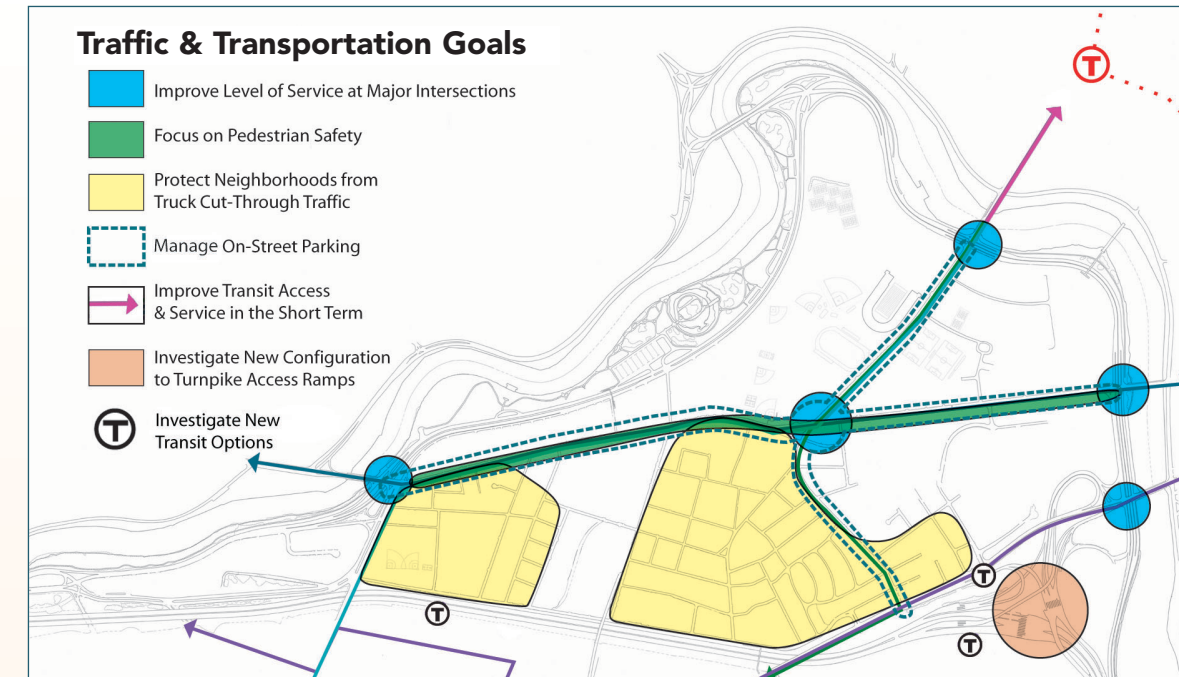 Traffic & Transportation Goals
Improve Level of Service at Major Intersections
Focus on Pedestrian Safety
Protect Neighborhoods from
Truck Cut-Through Traffic
Manage On-Street Parking
Improve Transit Access
& Service in the Short Term
Investigate New Configuration
to Turnpike Access Ramps
T
Investigate New
Transit Options
T
T
T
T